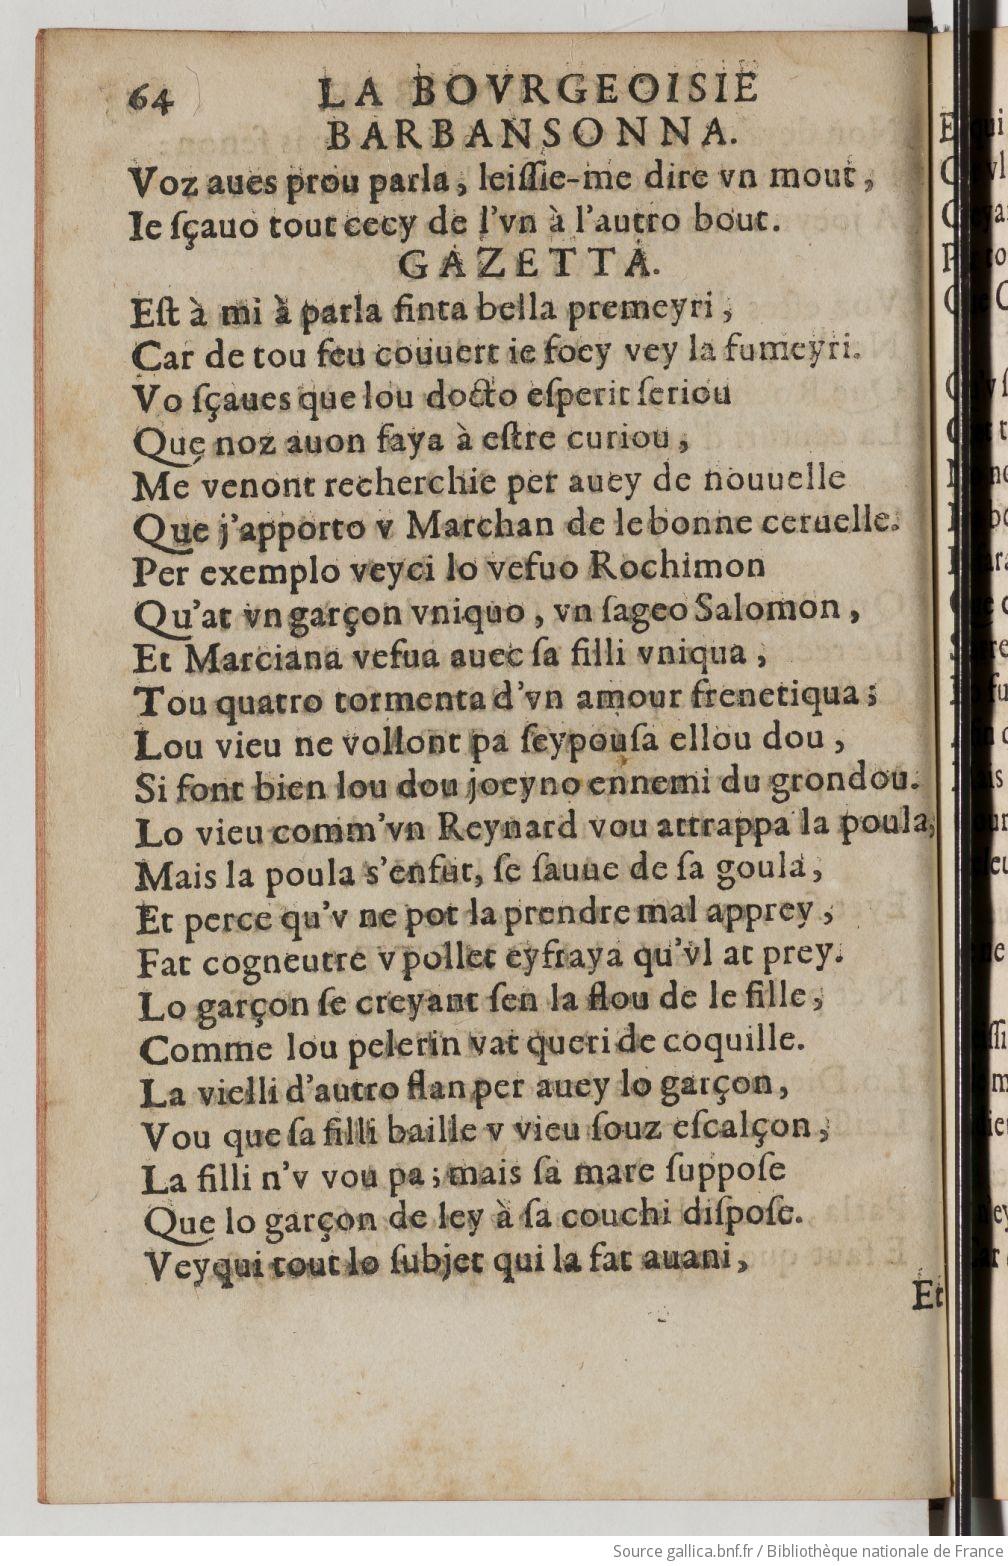 64 LA BOVRGEOISIE
BARBANSONNA.
Voz aues prou parla, leiſſie-me dire vn mout,
Ie ſçauo tout cecy de l'vn à l'autro bout.
GAZETTA.
Eſt à mi à parla finta bella premeyri,
Car de tou feu couuert ie foey vey la fumeyri.
Vo ſçaues que lou docto eſperit ſeriou
Que noz auon faya à eſtre curiou,
Me venont recherchie per auey de nouuelle
Que j'apporto v Marchan de le bonne ceruelle.
Per exemplo veyci lo vefuo Rochimon
Qu'at vn garçon vniquo, vn ſageo Salomon,
Et Marciana vefua auec ſa filli vniqua,
Tou quatro tormenta d'vn amour frenetiqua;
Lou vieu ne vollont pa ſeypouſa ellou dou,
Si font bien lou dou joeyno ennemi du grondou.
Lo vieu comm'vn Reynard vou attrappa la poula,
Mais la poula s'enfut, ſe ſauue de ſa goula,
Et perce qu'v ne pot la prendre mal apprey,
Fat cogneutre v pollet eyfraya qu'vl at prey.
Lo garçon ſe creyant ſen la flou de le fille,
Comme lou pelerin vat queri de coquille.
La vielli d'autro flan per auey lo garçon,
Vou que ſa filli baille v vieu ſouz eſcalçon,
La filli n'v vou pa; mais ſa mare ſuppoſe
Que lo garçon de ley à ſa couchi diſpoſe.
Veyqui tout lo ſubjet qui la fat auani,
Et
Source gallica.bnf.fr / Bibliothèque nationale de France